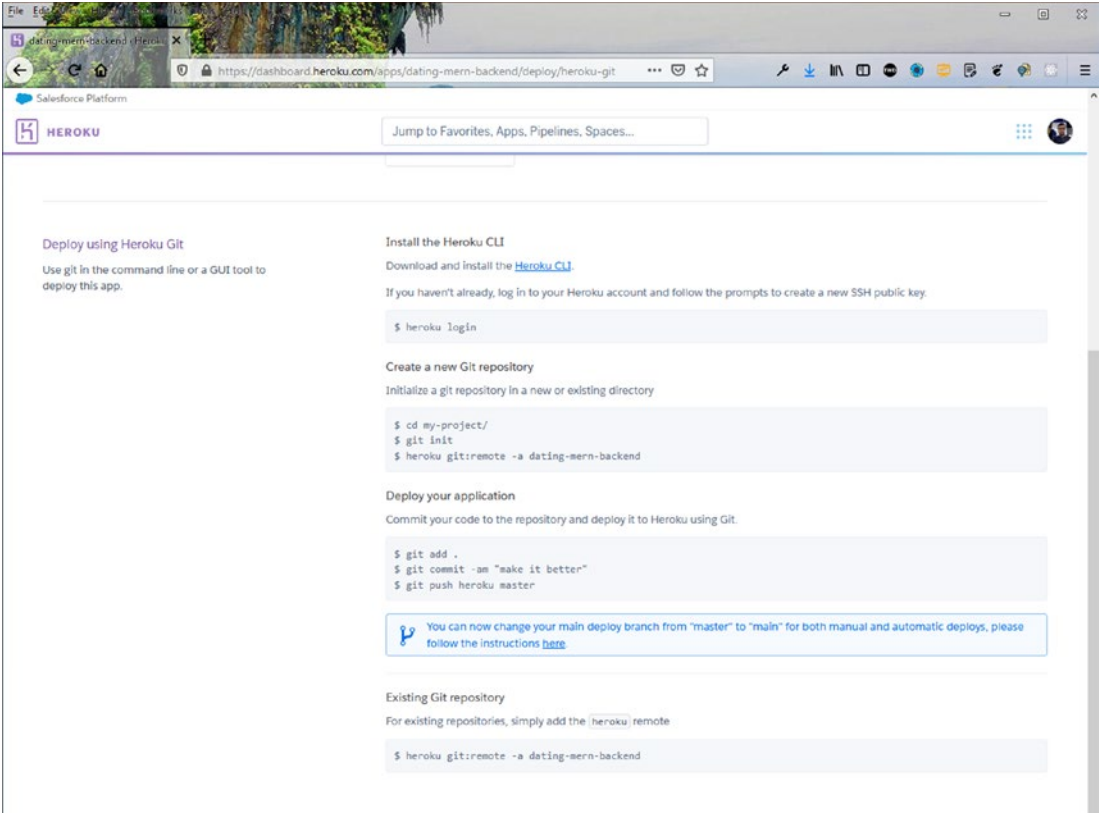 dating-mern-backend · Heroku
https://dashboard.heroku.com/apps/dating-mern-backend/deploy/heroku-git
Salesforce Platform
HEROKU
Jump to Favorites, Apps, Pipelines, Spaces...
Deploy using Heroku Git
Use git in the command line or a GUI tool to
deploy this app.
Install the Heroku CLI
Download and install the Heroku CLI.
If you haven't already, log in to your Heroku account and follow the prompts to create a new SSH public key.
$ heroku login
Create a new Git repository
Initialize a git repository in a new or existing directory
$ cd my-project/
$ git init
$ heroku git:remote -a dating-mern-backend
Deploy your application
Commit your code to the repository and deploy it to Heroku using Git.
$ git add .
$ git commit -am "make it better"
$ git push heroku master
You can now change your main deploy branch from "master" to "main" for both manual and automatic deploys, please
follow the instructions here.
Existing Git repository
For existing repositories, simply add the heroku remote
$ heroku git:remote -a dating-mern-backend